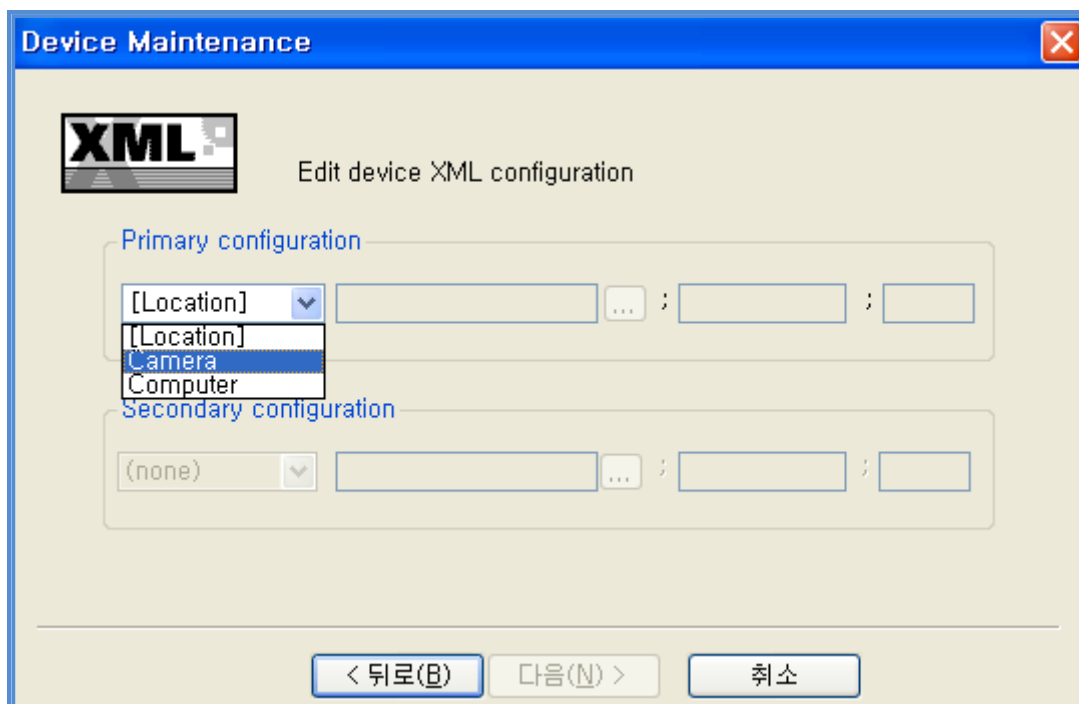 Device Maintenance
XML
Edit device XML configuration
Primary configuration
[Location] ... ; ;
[Location]
Camera
Computer
Secondary configuration
(none) ... ; ;
< 뒤로(B) 다음(N) > 취소